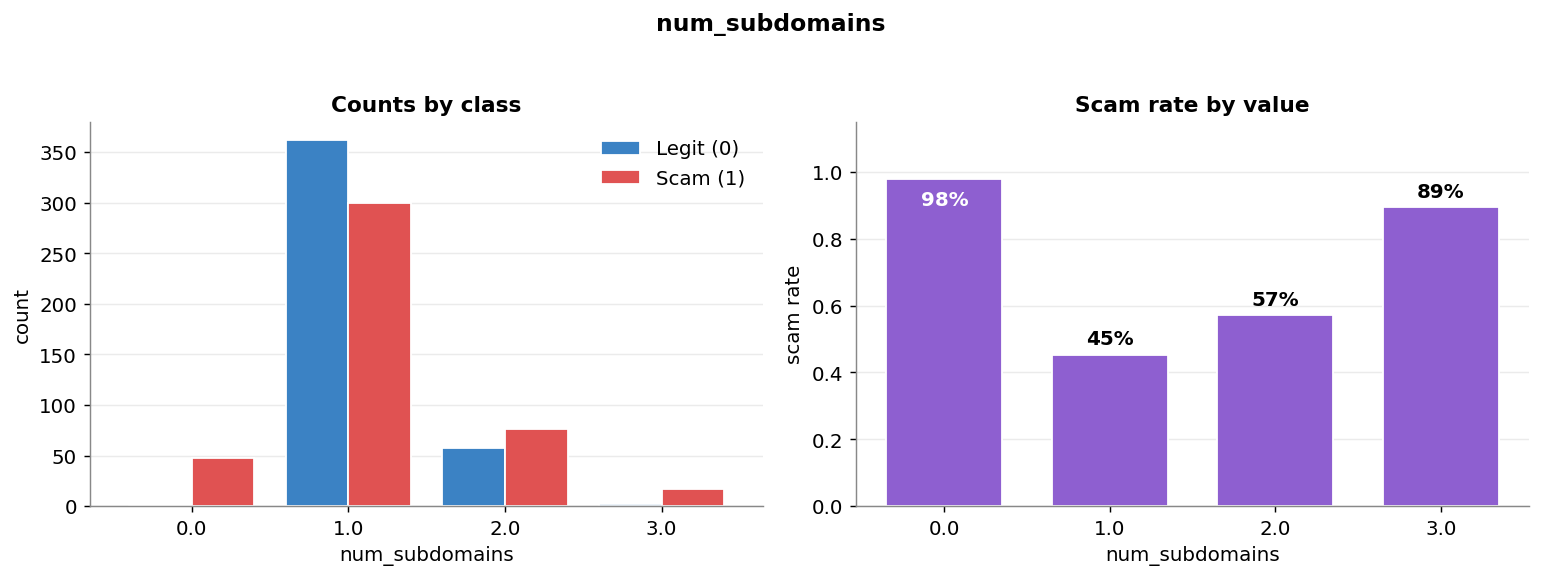 num_subdomains
Counts by class
350
300
250
200
150
100
50
0
count
Legit (0)
Scam (1)
0.0 1.0 2.0 3.0
num_subdomains
Scam rate by value
1.0
0.8
0.6
0.4
0.2
0.0
scam rate
98%
45%
57%
89%
0.0 1.0 2.0 3.0
num_subdomains